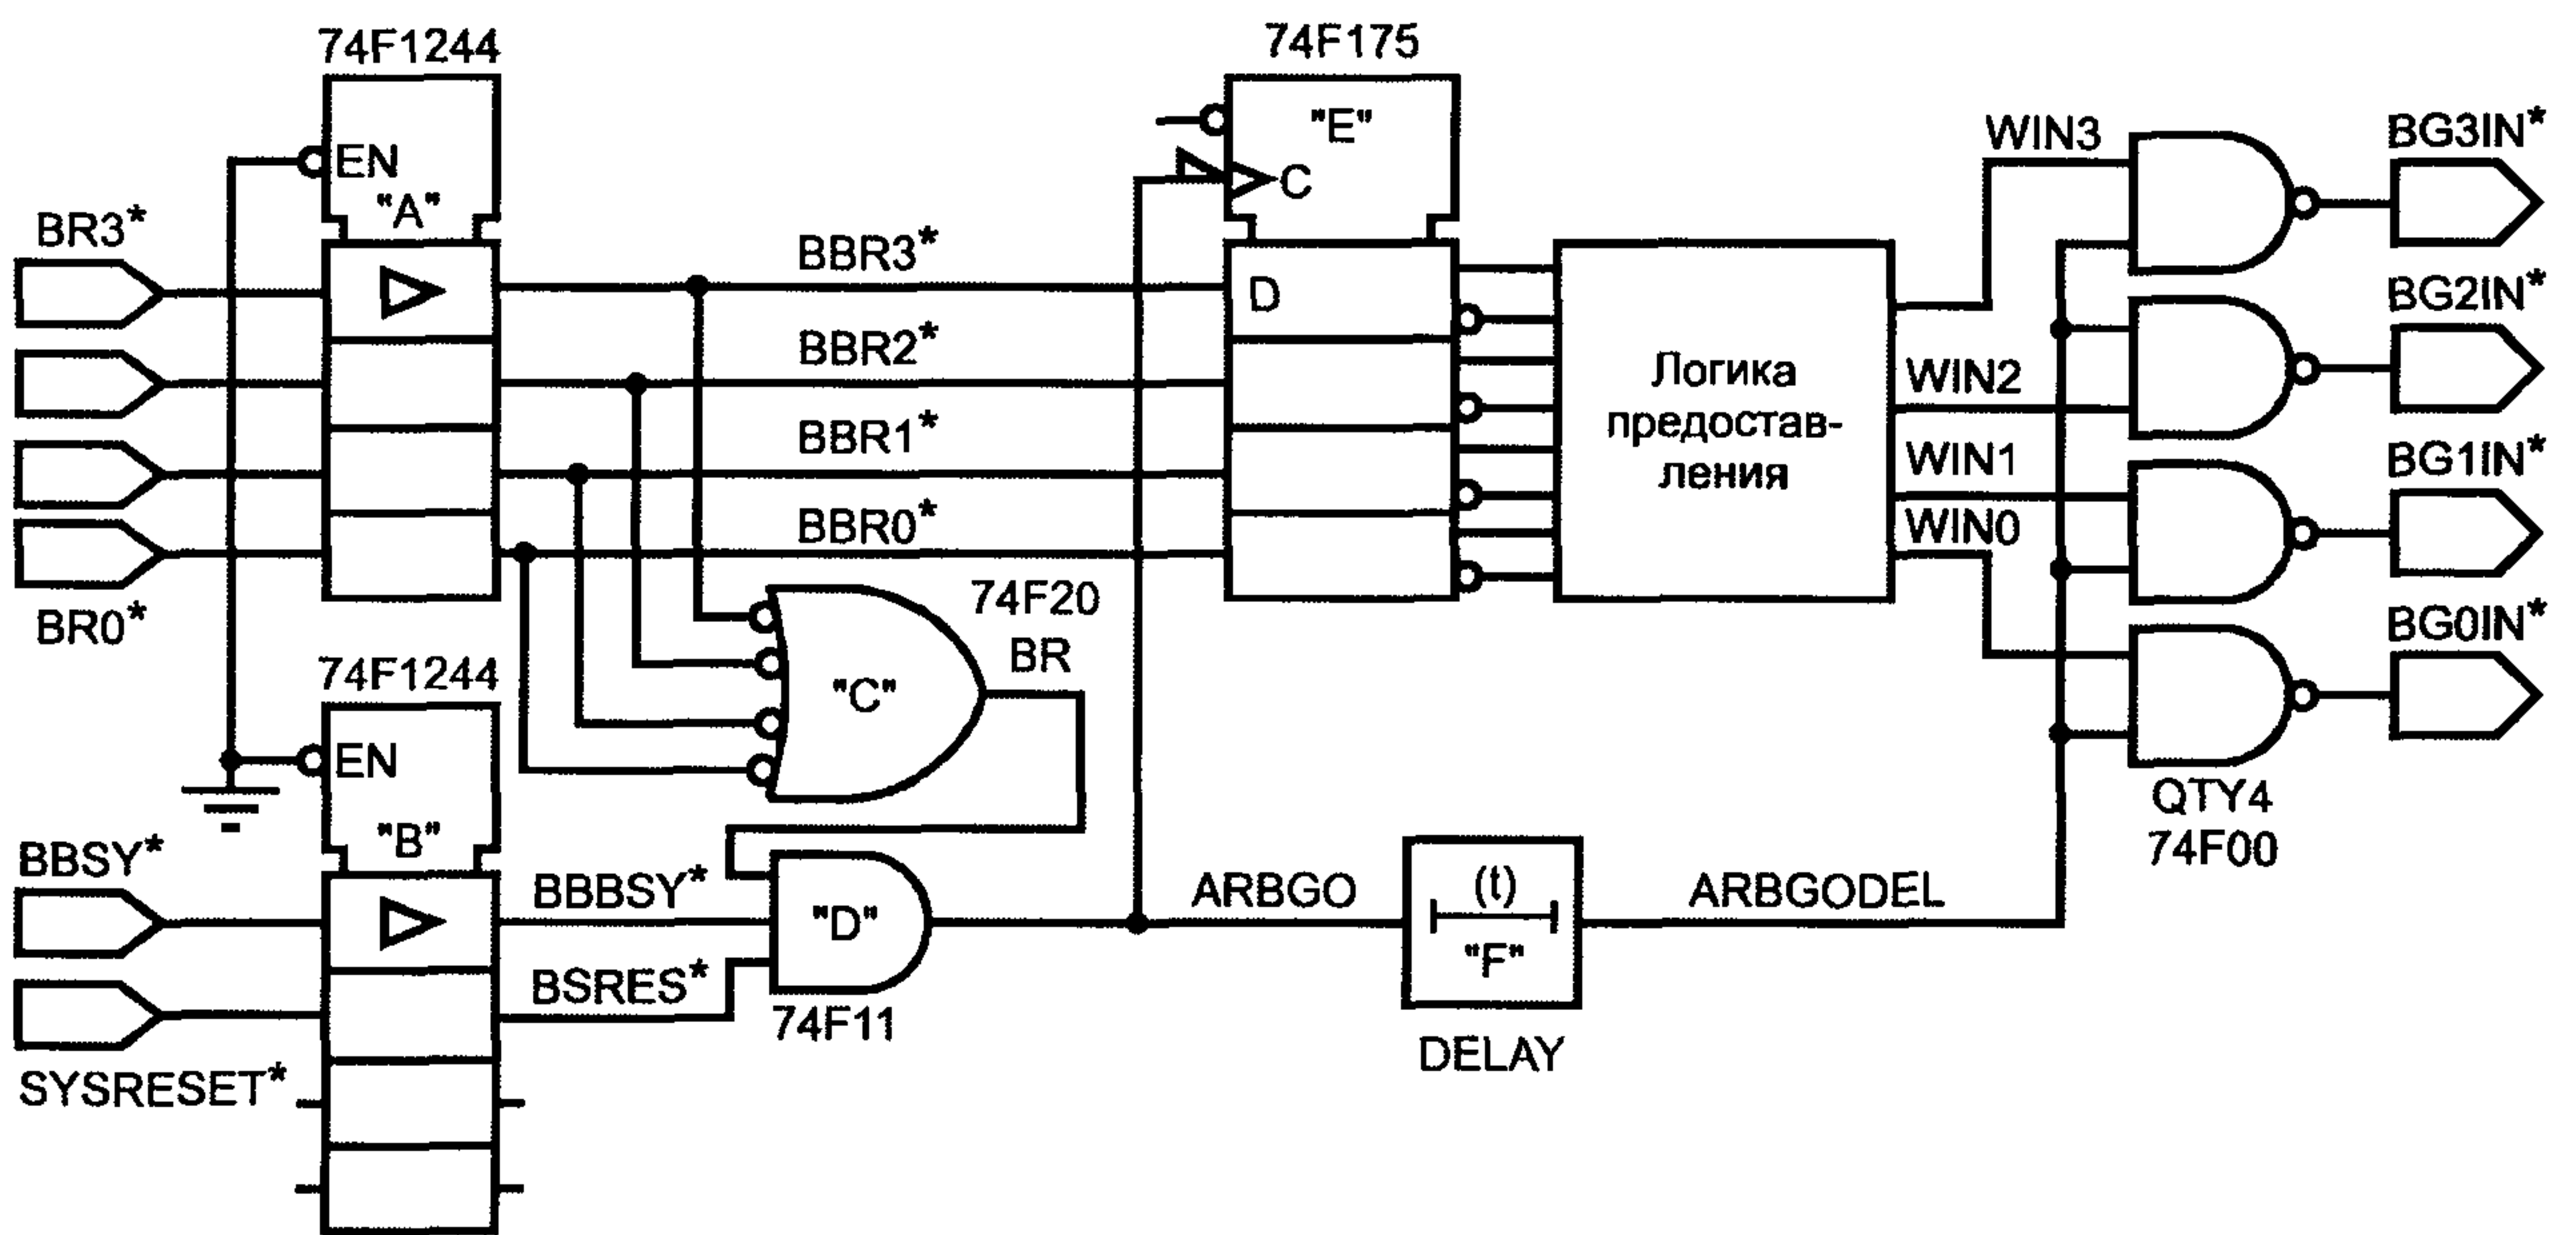 74F1244
74F175
EN
"A"
"E"
C
BR3*
BR0*
BBR3*
BBR2*
BBR1*
BBR0*
D
Логика
предостав-
ления
WIN3
WIN2
WIN1
WIN0
BG3IN*
BG2IN*
BG1IN*
BG0IN*
74F20
BR
"C"
74F1244
EN
"B"
BBSY*
SYSRESET*
BBBSY*
BSRES*
"D"
74F11
ARBGO
(t)
"F"
DELAY
ARBGODEL
QTY4
74F00